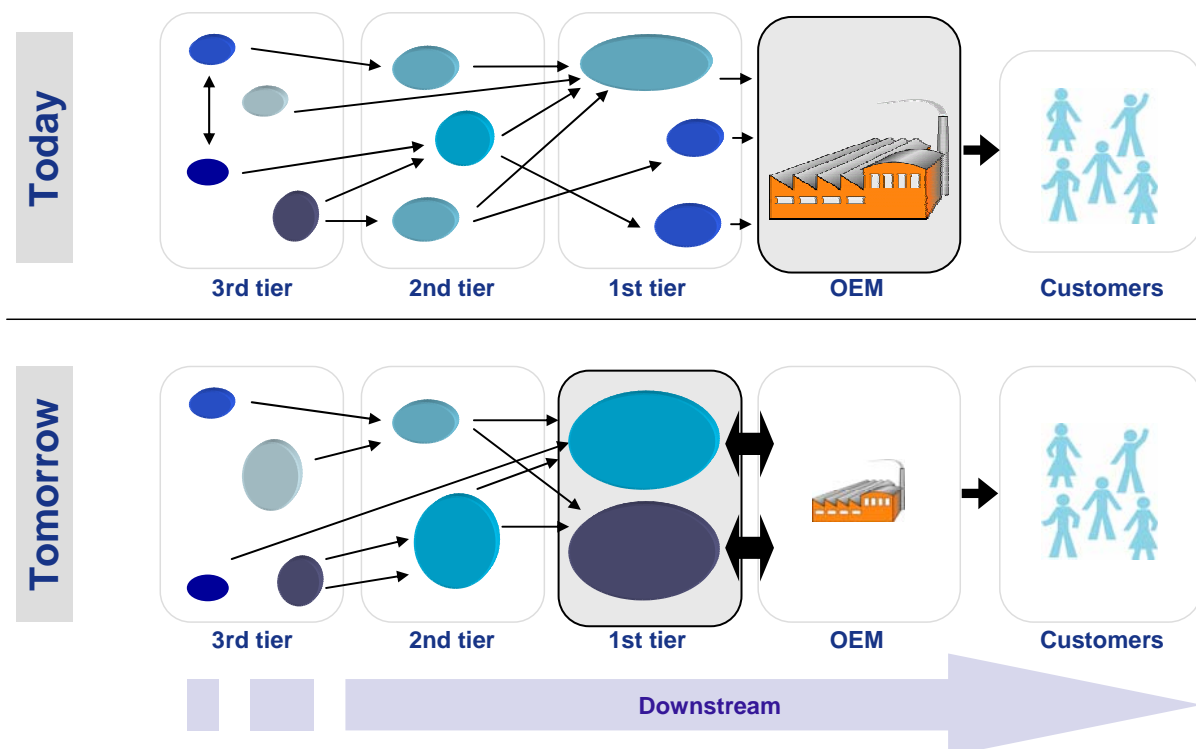 Today
3rd tier
2nd tier
1st tier
OEM
Customers
Tomorrow
3rd tier
2nd tier
1st tier
OEM
Customers
Downstream